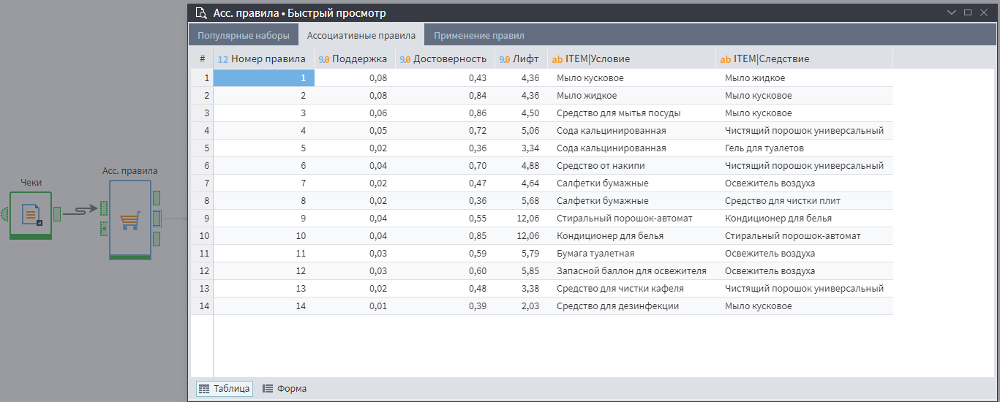 Асс. правила • Быстрый просмотр
Популярные наборы Ассоциативные правила Применение правил
# 12 Номер правила 9.0 Поддержка 9.0 Достоверность 9.0 Лифт ab ITEM|Условие ab ITEM|Следствие
1 1 0,08 0,43 4,36 Мыло кусковое Мыло жидкое
2 2 0,08 0,84 4,36 Мыло жидкое Мыло кусковое
3 3 0,06 0,86 4,50 Средство для мытья посуды Мыло кусковое
4 4 0,05 0,72 5,06 Сода кальцинированная Чистящий порошок универсальный
5 5 0,02 0,36 3,34 Сода кальцинированная Гель для туалетов
6 6 0,04 0,70 4,88 Средство от накипи Чистящий порошок универсальный
7 7 0,02 0,47 4,64 Салфетки бумажные Освежитель воздуха
8 8 0,02 0,36 5,68 Салфетки бумажные Средство для чистки плит
9 9 0,04 0,55 12,06 Стиральный порошок-автомат Кондиционер для белья
10 10 0,04 0,85 12,06 Кондиционер для белья Стиральный порошок-автомат
11 11 0,03 0,59 5,79 Бумага туалетная Освежитель воздуха
12 12 0,03 0,60 5,85 Запасной баллон для освежителя Освежитель воздуха
13 13 0,02 0,48 3,38 Средство для чистки кафеля Чистящий порошок универсальный
14 14 0,01 0,39 2,03 Средство для дезинфекции Мыло кусковое
Таблица Форма
Чеки
Асс. правила